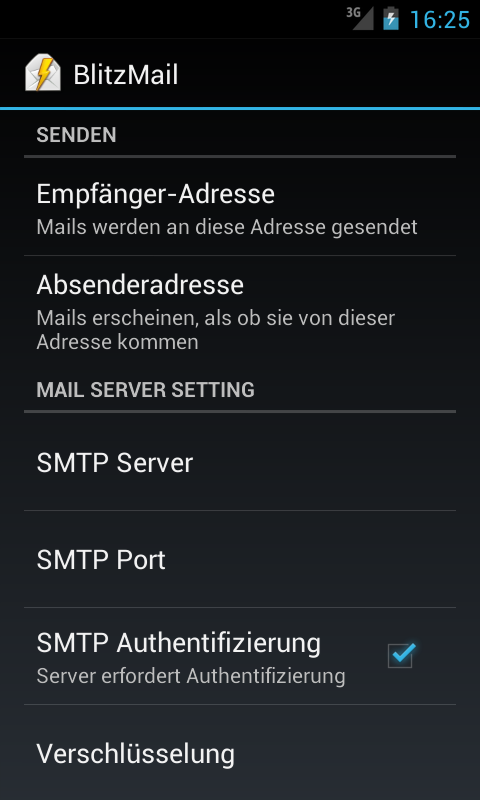 3G
16:25
BlitzMail
SENDEN
Empfänger-Adresse
Mails werden an diese Adresse gesendet
Absenderadresse
Mails erscheinen, als ob sie von dieser
Adresse kommen
MAIL SERVER SETTING
SMTP Server
SMTP Port
SMTP Authentifizierung
Server erfordert Authentifizierung
Verschlüsselung